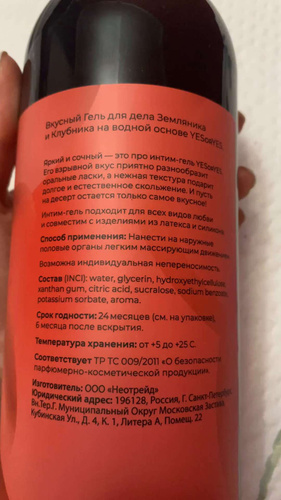 Вкусный Гель для дела Земляника
и Клубника на водной основе YESорYES
Яркий и сочный — это про интим-гель YESорYES.
Его взрывной вкус приятно разнообразит
оральные ласки, а нежная текстура подарит
долгое и естественное скольжение. И пусть
на десерт остается только самое вкусное!
Интим-гель подходит для всех видов любви
и совместим с изделиями из латекса и силикона
Способ применения: Нанести на наружные
половые органы легким массирующим движением.
Возможна индивидуальная непереносимость.
Состав (INCI): water, glycerin, hydroxyethylcellulose,
xanthan gum, citric acid, sucralose, sodium benzoate,
potassium sorbate, aroma.
Срок годности: 24 месяцев (см. на упаковке),
6 месяца после вскрытия.
Температура хранения: от +5 до +25 С.
Соответствует ТР ТС 009/2011 «О безопасности
парфюмерно-косметической продукции».
Изготовитель: ООО «Неотрейд»
Юридический адрес: 196128, Россия, Г. Санкт-Петербург,
Вн.Тер.Г. Муниципальный Округ Московская Застава,
Кубинская Ул., Д. 4, К. 1, Литера А, Помещ. 22